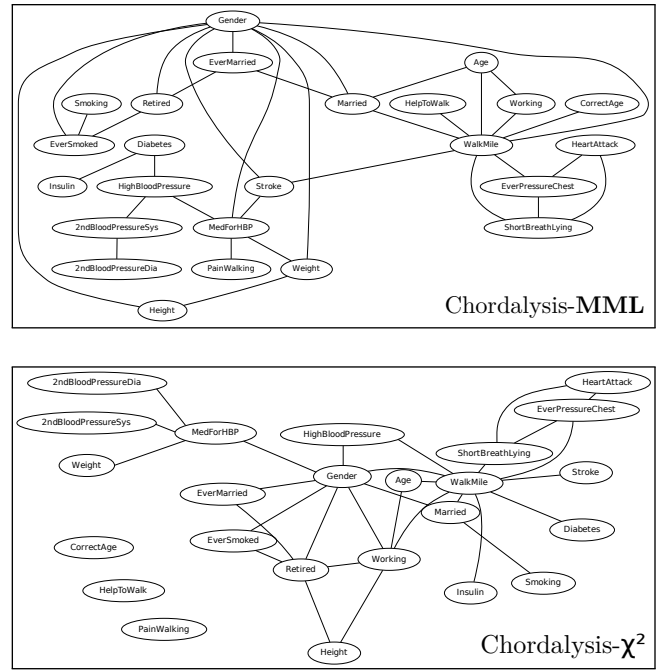 Gender
EverMarried
Age
Smoking
Retired
Married
HelpToWalk
Working
CorrectAge
EverSmoked
Diabetes
WalkMile
HeartAttack
Insulin
HighBloodPressure
Stroke
EverPressureChest
2ndBloodPressureSys
MedForHBP
ShortBreathLying
2ndBloodPressureDia
PainWalking
Weight
Height
Chordalysis-MML
2ndBloodPressureDia
HeartAttack
EverPressureChest
2ndBloodPressureSys
MedForHBP
HighBloodPressure
ShortBreathLying
Weight
Gender
Age
WalkMile
Stroke
EverMarried
Married
Diabetes
CorrectAge
EverSmoked
Working
Retired
HelpToWalk
Insulin
Smoking
PainWalking
Height
Chordalysis-χ²